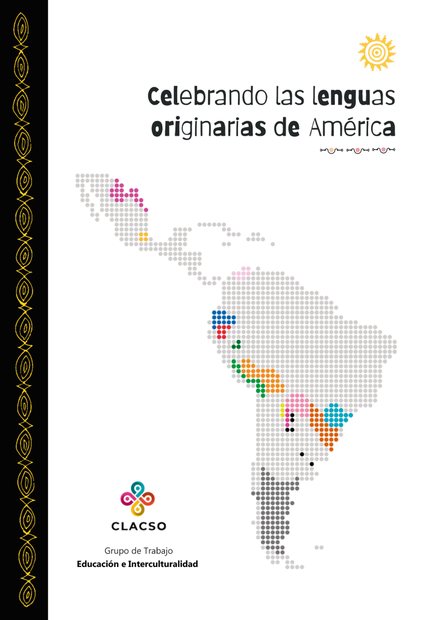 Celebrando las lenguas
originarias de América
CLACSO
Grupo de Trabajo
Educación e Interculturalidad